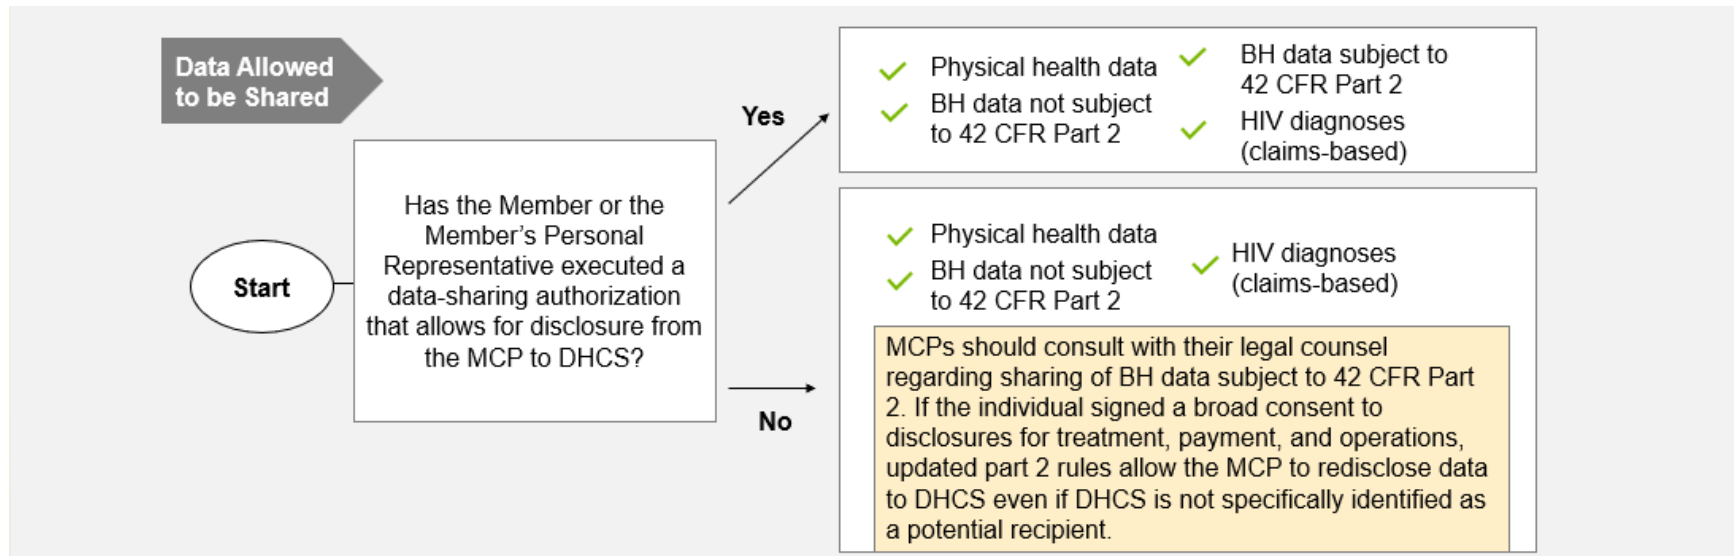 Data Allowed
to be Shared
Start
Has the Member or the
Member's Personal
Representative executed a
data-sharing authorization
that allows for disclosure from
the MCP to DHCS?
Yes
Physical health data
BH data not subject
to 42 CFR Part 2
BH data subject to
42 CFR Part 2
HIV diagnoses
(claims-based)
No
Physical health data
BH data not subject
to 42 CFR Part 2
HIV diagnoses
(claims-based)
MCPs should consult with their legal counsel
regarding sharing of BH data subject to 42 CFR Part
2. If the individual signed a broad consent to
disclosures for treatment, payment, and operations,
updated part 2 rules allow the MCP to redisclose data
to DHCS even if DHCS is not specifically identified as
a potential recipient.